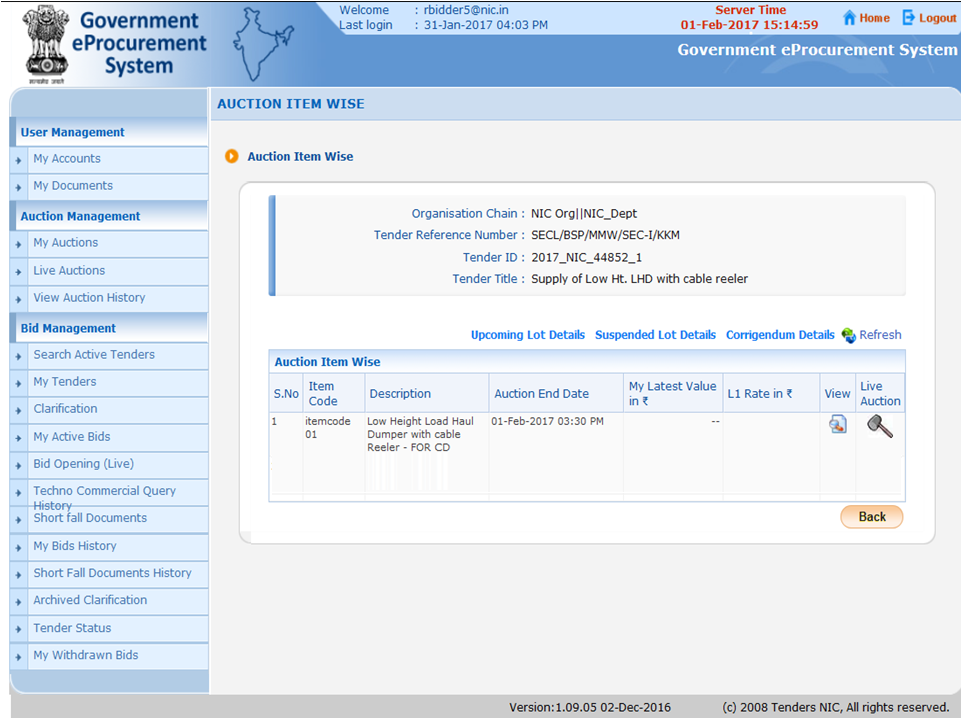 Government
eProcurement
System
सत्यमेव जयते
Welcome : rbidder5@nic.in
Last login : 31-Jan-2017 04:03 PM
Server Time
01-Feb-2017 15:14:59
Home
Logout
Government eProcurement System
User Management
My Accounts
My Documents
Auction Management
My Auctions
Live Auctions
View Auction History
Bid Management
Search Active Tenders
My Tenders
Clarification
My Active Bids
Bid Opening (Live)
Techno Commercial Query
History
Short fall Documents
My Bids History
Short Fall Documents History
Archived Clarification
Tender Status
My Withdrawn Bids
AUCTION ITEM WISE
Auction Item Wise
Organisation Chain : NIC Org||NIC_Dept
Tender Reference Number : SECL/BSP/MMW/SEC-I/KKM
Tender ID : 2017_NIC_44852_1
Tender Title : Supply of Low Ht. LHD with cable reeler
Upcoming Lot Details Suspended Lot Details Corrigendum Details Refresh
Auction Item Wise
S.No
Item
Code
Description
Auction End Date
My Latest Value
in ₹
L1 Rate in ₹
View
Live
Auction
1
itemcode
01
Low Height Load Haul
Dumper with cable
Reeler - FOR CD
01-Feb-2017 03:30 PM
--
Back
Version:1.09.05 02-Dec-2016
(c) 2008 Tenders NIC, All rights reserved.